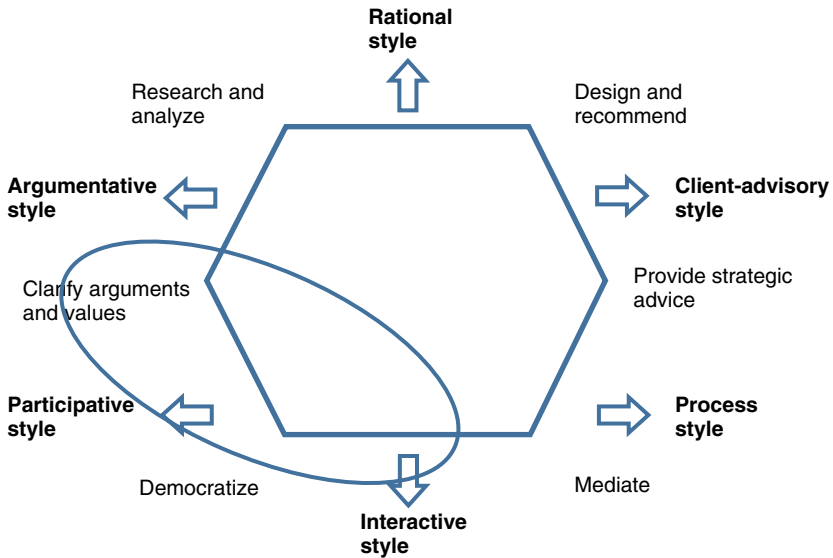 Rational
style
Research and
analyze
Design and
recommend
Argumentative
style
Client-advisory
style
Clarify arguments
and values
Provide strategic
advice
Participative
style
Process
style
Democratize
Mediate
Interactive
style